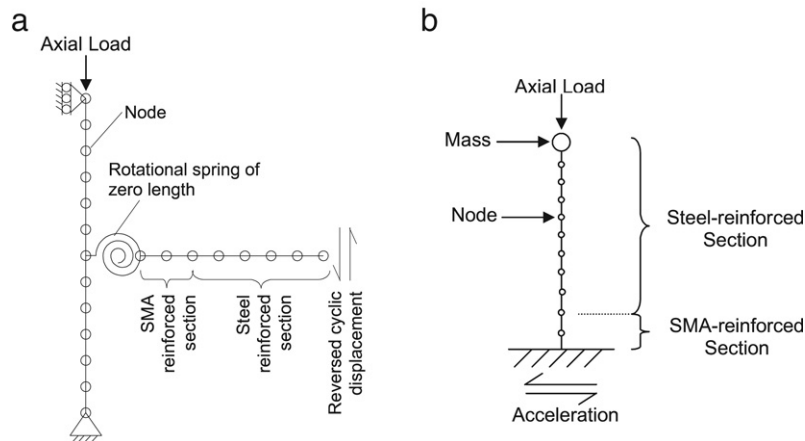 a
Axial Load
Node
Rotational spring of
zero length
SMA
reinforced section
Steel
reinforced section
Reversed cyclic
displacement
b
Axial Load
Mass
Node
Steel-reinforced
Section
SMA-reinforced
Section
Acceleration